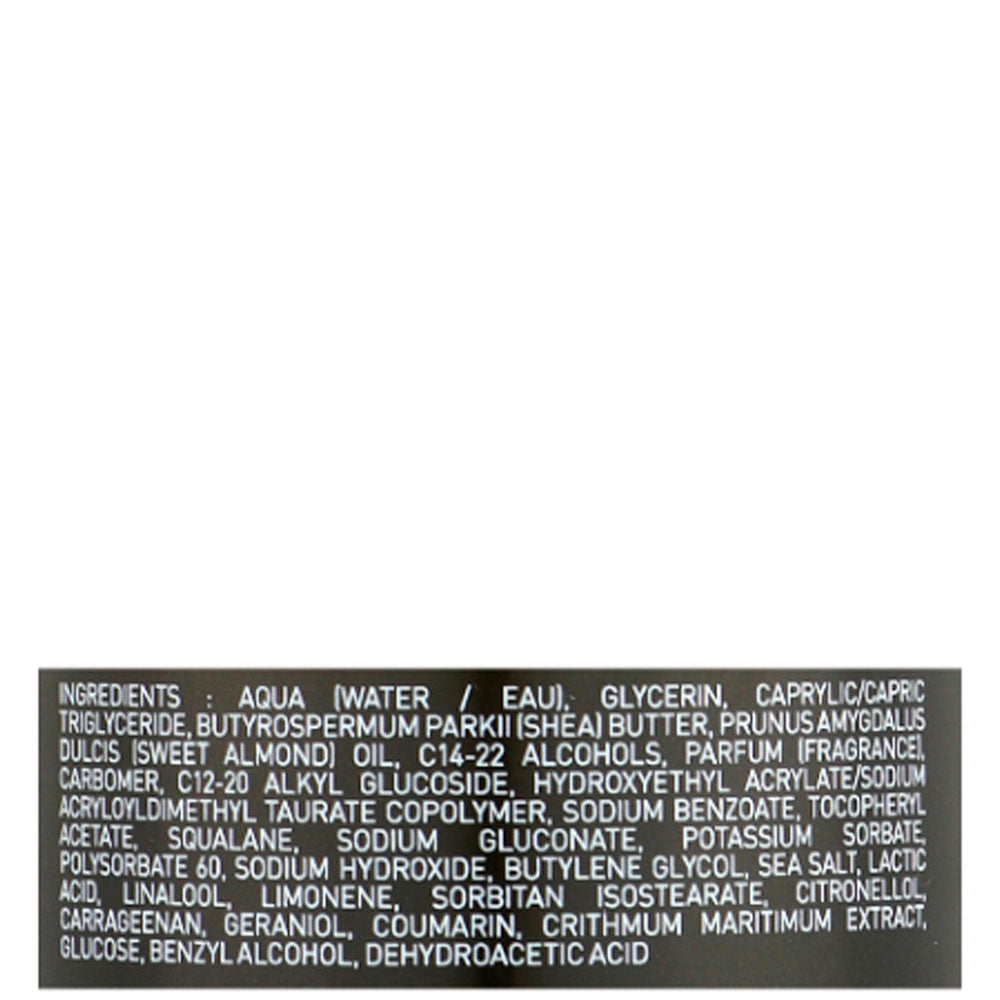 INGREDIENTS : AQUA (WATER / EAU), GLYCERIN, CAPRYLIC/CAPRIC
TRIGLYCERIDE, BUTYROSPERMUM PARKII (SHEA) BUTTER, PRUNUS AMYGDALUS
DULCIS (SWEET ALMOND) OIL, C14-22 ALCOHOLS, PARFUM (FRAGRANCE),
CARBOMER, C12-20 ALKYL GLUCOSIDE, HYDROXYETHYL ACRYLATE/SODIUM
ACRYLOYLDIMETHYL TAURATE COPOLYMER, SODIUM BENZOATE, TOCOPHERYL
ACETATE, SQUALANE, SODIUM GLUCONATE, POTASSIUM SORBATE,
POLYSORBATE 60, SODIUM HYDROXIDE, BUTYLENE GLYCOL, SEA SALT, LACTIC
ACID, LINALOOL, LIMONENE, SORBITAN ISOSTEARATE, CITRONELLOL,
CARRAGEENAN, GERANIOL, COUMARIN, CRITHMUM MARITIMUM EXTRACT,
GLUCOSE, BENZYL ALCOHOL, DEHYDROACETIC ACID